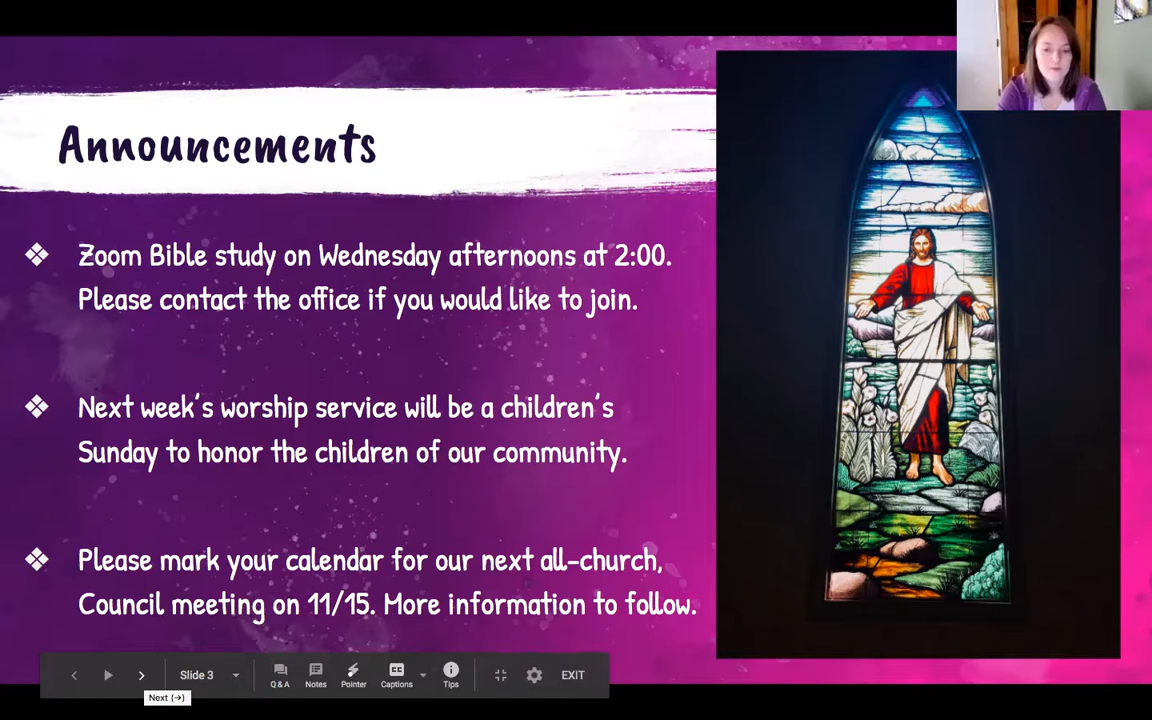 Announcements
❖ Zoom Bible study on Wednesday afternoons at 2:00.
Please contact the office if you would like to join.
❖ Next week's worship service will be a children's
Sunday to honor the children of our community.
❖ Please mark your calendar for our next all-church,
Council meeting on 11/15. More information to follow.
Slide 3
Q & A Notes Pointer Captions Tips EXIT
Next (→)